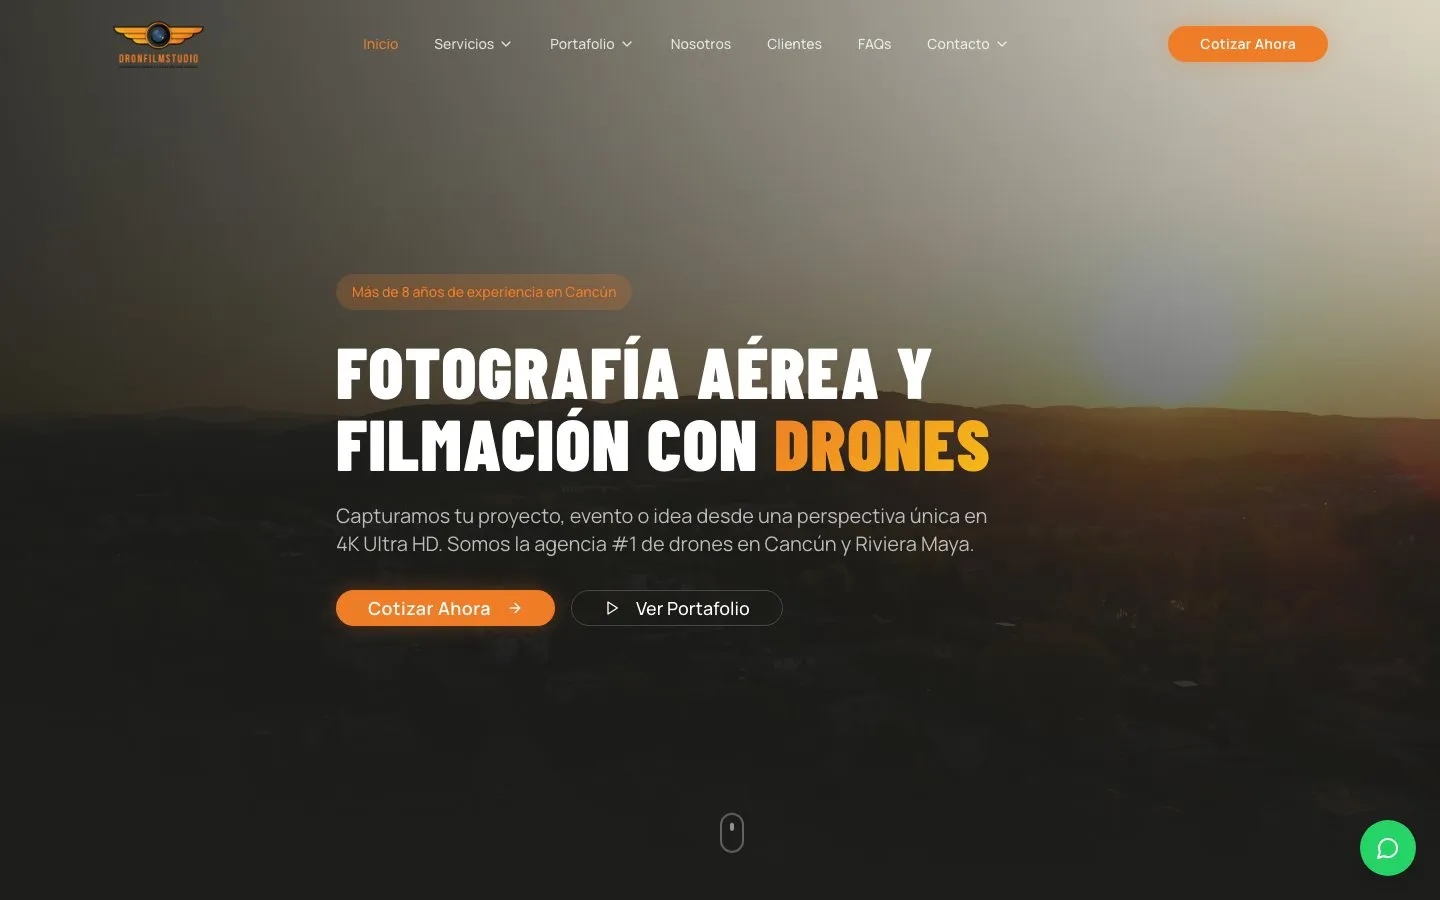 DRONFILMSTUDIO
Inicio
Servicios
Portafolio
Nosotros
Clientes
FAQs
Contacto
Cotizar Ahora
Más de 8 años de experiencia en Cancún
FOTOGRAFÍA AÉREA Y
FILMACIÓN CON DRONES
Capturamos tu proyecto, evento o idea desde una perspectiva única en
4K Ultra HD. Somos la agencia #1 de drones en Cancún y Riviera Maya.
Cotizar Ahora
Ver Portafolio